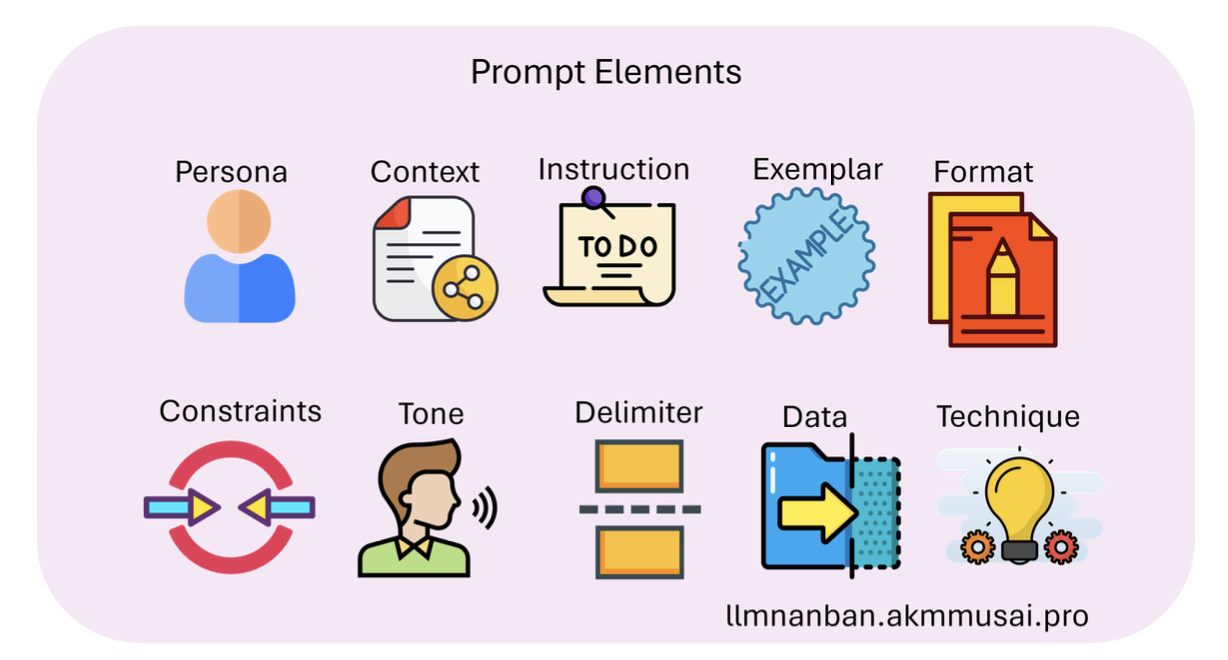 Prompt Elements
Persona
Context
Instruction
Exemplar
Format
TO DO
EXAMPLE
Constraints
Tone
Delimiter
Data
Technique
llmnanban.akmmusai.pro